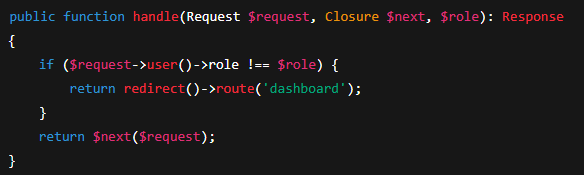 public function handle(Request $request, Closure $next, $role): Response
{
    if ($request->user()->role !== $role) {
        return redirect()->route('dashboard');
    }
    return $next($request);
}